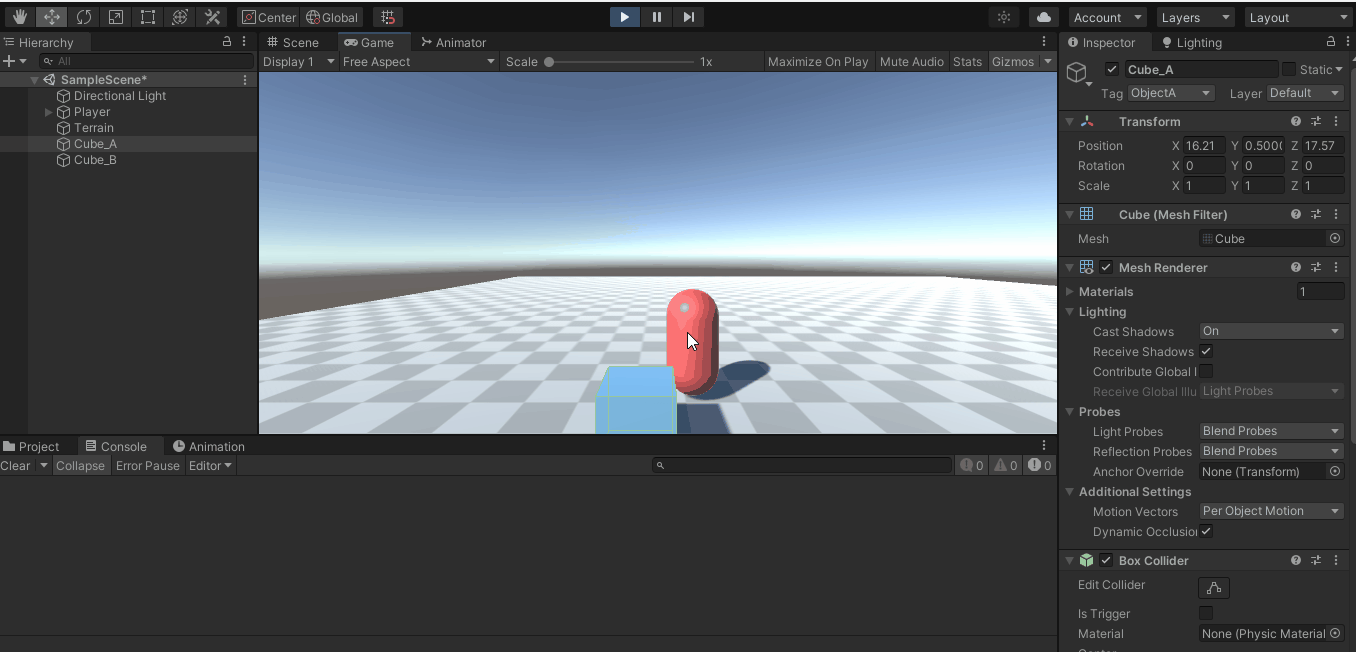 Center Global Account Layers Layout
Hierarchy
All
SampleScene*
Directional Light
Player
Terrain
Cube_A
Cube_B
Scene Game Animator
Display 1 Free Aspect Scale 1x Maximize On Play Mute Audio Stats Gizmos
Project Console Animation
Clear Collapse Error Pause Editor 0 0 0
Inspector Lighting
Cube_A Static
Tag ObjectA Layer Default
Transform
Position X 16.21 Y 0.500( Z 17.57
Rotation X 0 Y 0 Z 0
Scale X 1 Y 1 Z 1
Cube (Mesh Filter)
Mesh Cube
Mesh Renderer
Materials 1
Lighting
Cast Shadows On
Receive Shadows
Contribute Global I
Receive Global Illu Light Probes
Probes
Light Probes Blend Probes
Reflection Probes Blend Probes
Anchor Override None (Transform)
Additional Settings
Motion Vectors Per Object Motion
Dynamic Occlusion
Box Collider
Edit Collider
Is Trigger
Material None (Physic Material